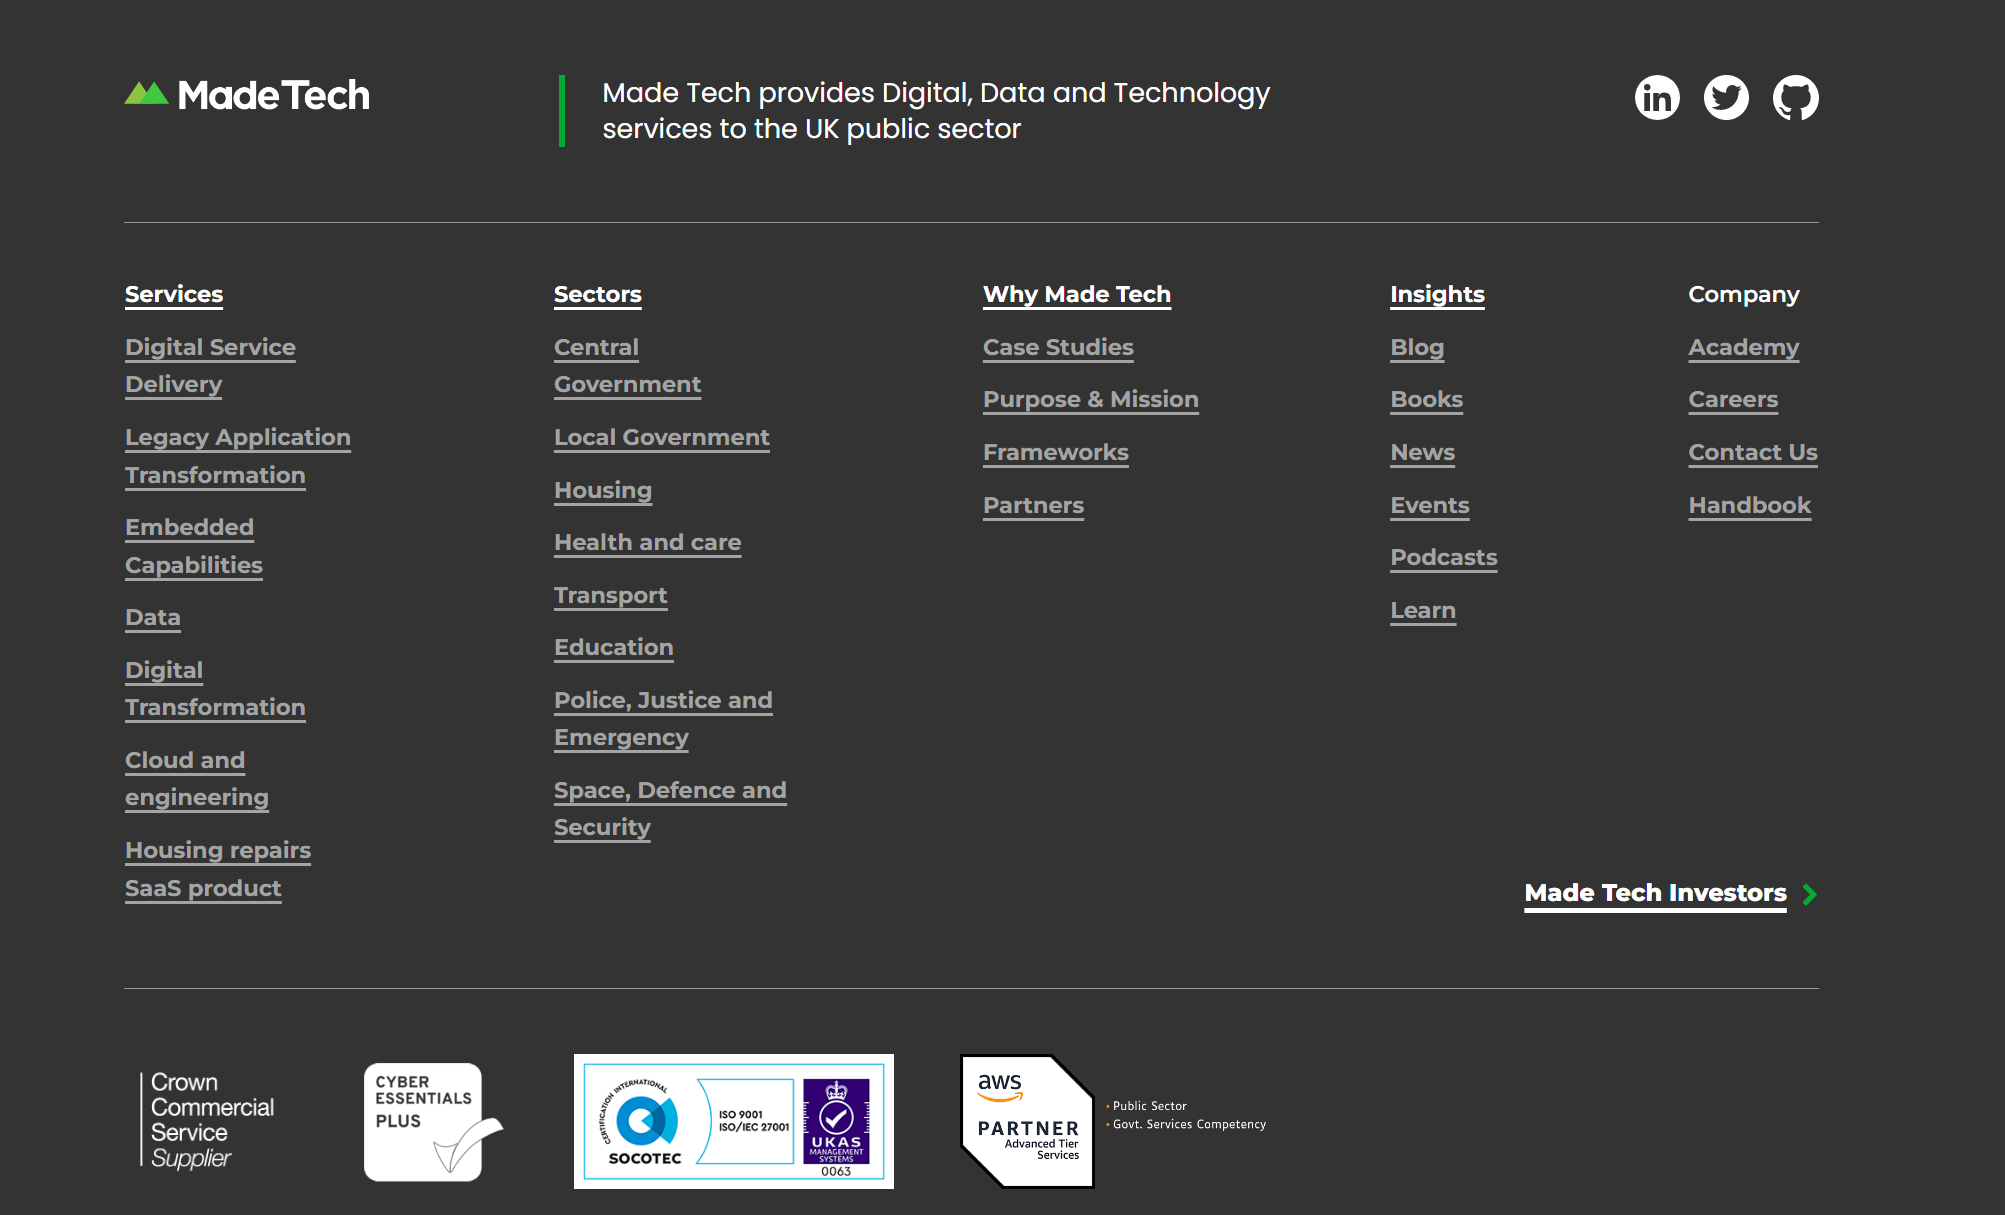 MadeTech
Made Tech provides Digital, Data and Technology
services to the UK public sector
Services
Digital Service
Delivery
Legacy Application
Transformation
Embedded
Capabilities
Data
Digital
Transformation
Cloud and
engineering
Housing repairs
SaaS product
Sectors
Central
Government
Local Government
Housing
Health and care
Transport
Education
Police, Justice and
Emergency
Space, Defence and
Security
Why Made Tech
Case Studies
Purpose & Mission
Frameworks
Partners
Insights
Blog
Books
News
Events
Podcasts
Learn
Company
Academy
Careers
Contact Us
Handbook
Made Tech Investors
Crown
Commercial
Service
Supplier
CYBER
ESSENTIALS
PLUS
CERTIFICATION INTERNATIONAL
SOCOTEC
ISO 9001
ISO/IEC 27001
UKAS
MANAGEMENT
SYSTEMS
0063
aws
PARTNER
Advanced Tier
Services
• Public Sector
• Govt. Services Competency